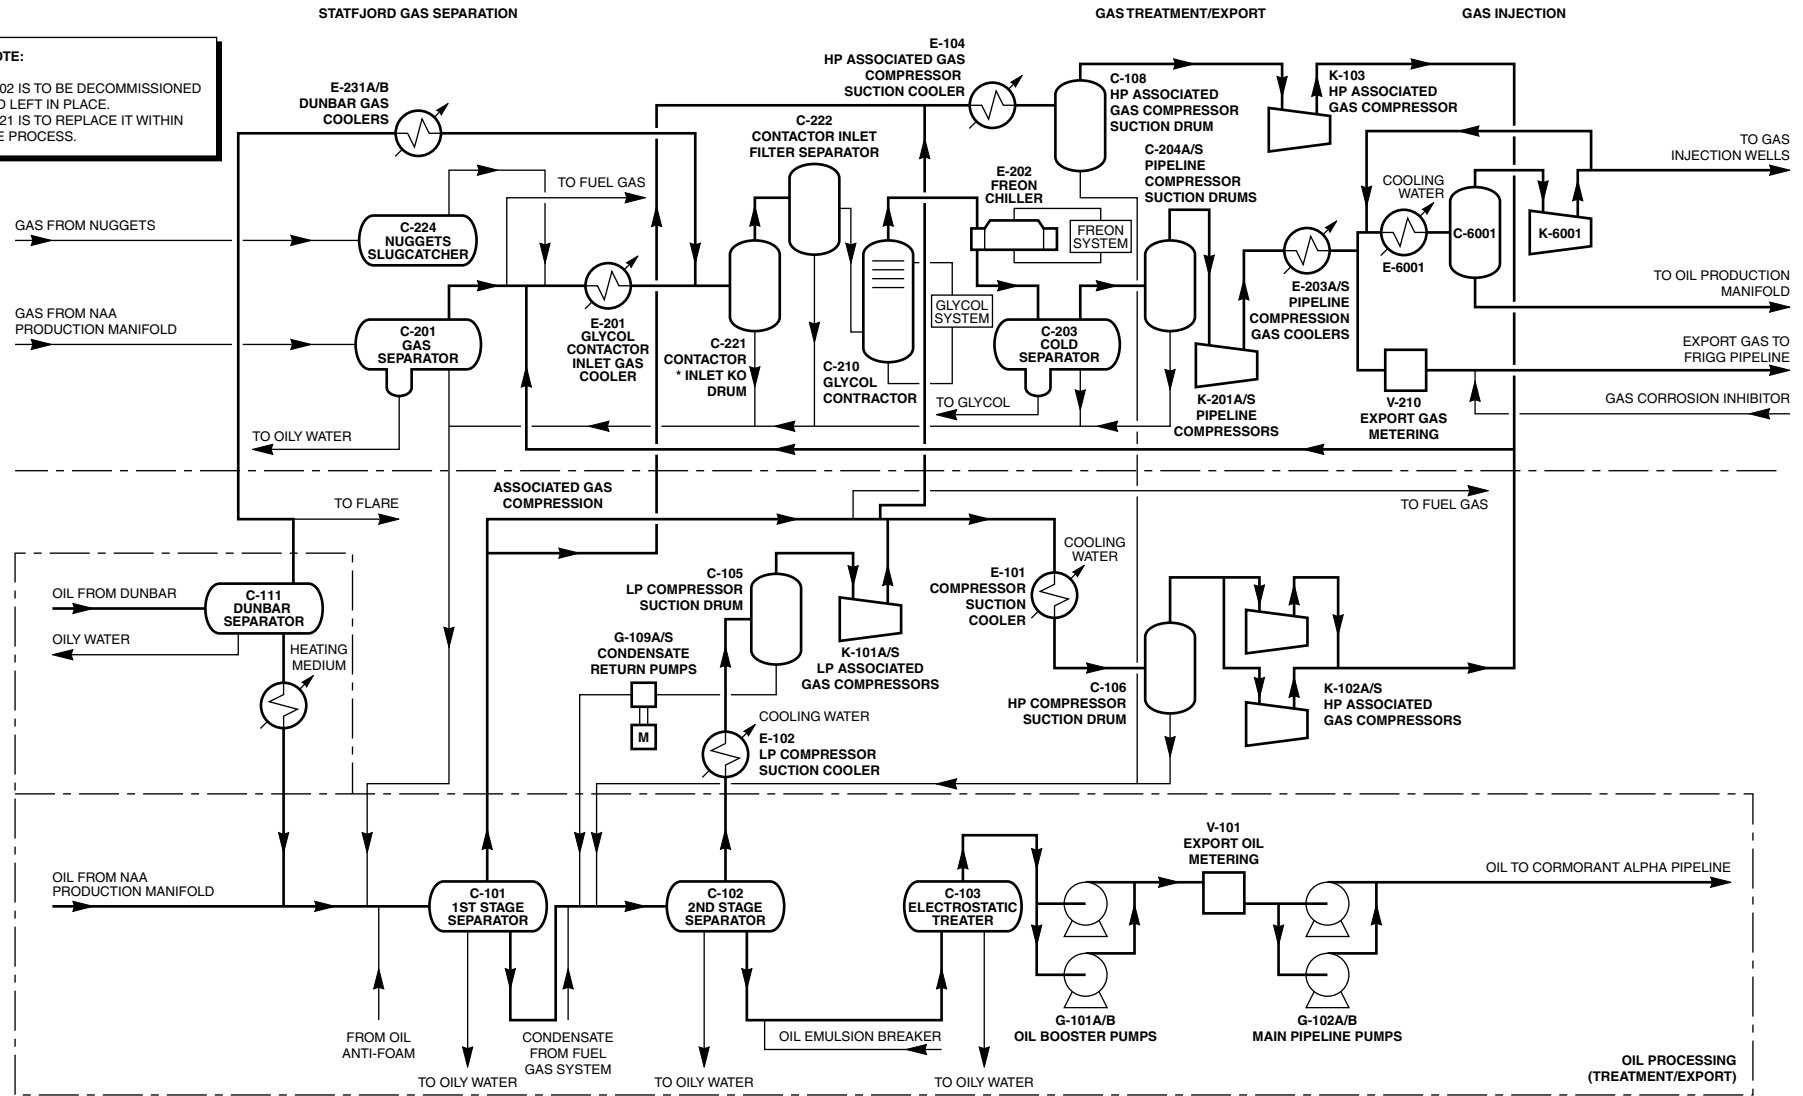 STATFJORD GAS SEPARATION
GAS TREATMENT/EXPORT
GAS INJECTION
OTE:
02 IS TO BE DECOMMISSIONED
D LEFT IN PLACE.
21 IS TO REPLACE IT WITHIN
E PROCESS.
E-231A/B
DUNBAR GAS
COOLERS
E-104
HP ASSOCIATED GAS
COMPRESSOR
SUCTION COOLER
C-108
HP ASSOCIATED
GAS COMPRESSOR
SUCTION DRUM
K-103
HP ASSOCIATED
GAS COMPRESSOR
C-222
CONTACTOR INLET
FILTER SEPARATOR
C-204A/S
PIPELINE
COMPRESSOR
SUCTION DRUMS
TO GAS
INJECTION WELLS
TO FUEL GAS
E-202
FREON
CHILLER
FREON
SYSTEM
COOLING
WATER
GAS FROM NUGGETS
C-224
NUGGETS
SLUGCATCHER
C-6001
K-6001
E-6001
TO OIL PRODUCTION
MANIFOLD
E-203A/S
PIPELINE
COMPRESSION
GAS COOLERS
GAS FROM NAA
PRODUCTION MANIFOLD
C-201
GAS
SEPARATOR
E-201
GLYCOL
CONTACTOR
INLET GAS
COOLER
C-221
CONTACTOR
* INLET KO
DRUM
C-210
GLYCOL
CONTRACTOR
GLYCOL
SYSTEM
C-203
COLD
SEPARATOR
EXPORT GAS TO
FRIGG PIPELINE
TO GLYCOL
K-201A/S
PIPELINE
COMPRESSORS
V-210
EXPORT GAS
METERING
GAS CORROSION INHIBITOR
TO OILY WATER
ASSOCIATED GAS
COMPRESSION
TO FLARE
TO FUEL GAS
COOLING
WATER
OIL FROM DUNBAR
C-111
DUNBAR
SEPARATOR
OILY WATER
HEATING
MEDIUM
C-105
LP COMPRESSOR
SUCTION DRUM
E-101
COMPRESSOR
SUCTION
COOLER
G-109A/S
CONDENSATE
RETURN PUMPS
M
K-101A/S
LP ASSOCIATED
GAS COMPRESSORS
C-106
HP COMPRESSOR
SUCTION DRUM
K-102A/S
HP ASSOCIATED
GAS COMPRESSORS
COOLING WATER
E-102
LP COMPRESSOR
SUCTION COOLER
V-101
EXPORT OIL
METERING
OIL FROM NAA
PRODUCTION MANIFOLD
C-101
1ST STAGE
SEPARATOR
C-102
2ND STAGE
SEPARATOR
C-103
ELECTROSTATIC
TREATER
OIL TO CORMORANT ALPHA PIPELINE
FROM OIL
ANTI-FOAM
CONDENSATE
FROM FUEL
GAS SYSTEM
OIL EMULSION BREAKER
G-101A/B
OIL BOOSTER PUMPS
G-102A/B
MAIN PIPELINE PUMPS
TO OILY WATER
TO OILY WATER
TO OILY WATER
OIL PROCESSING
(TREATMENT/EXPORT)